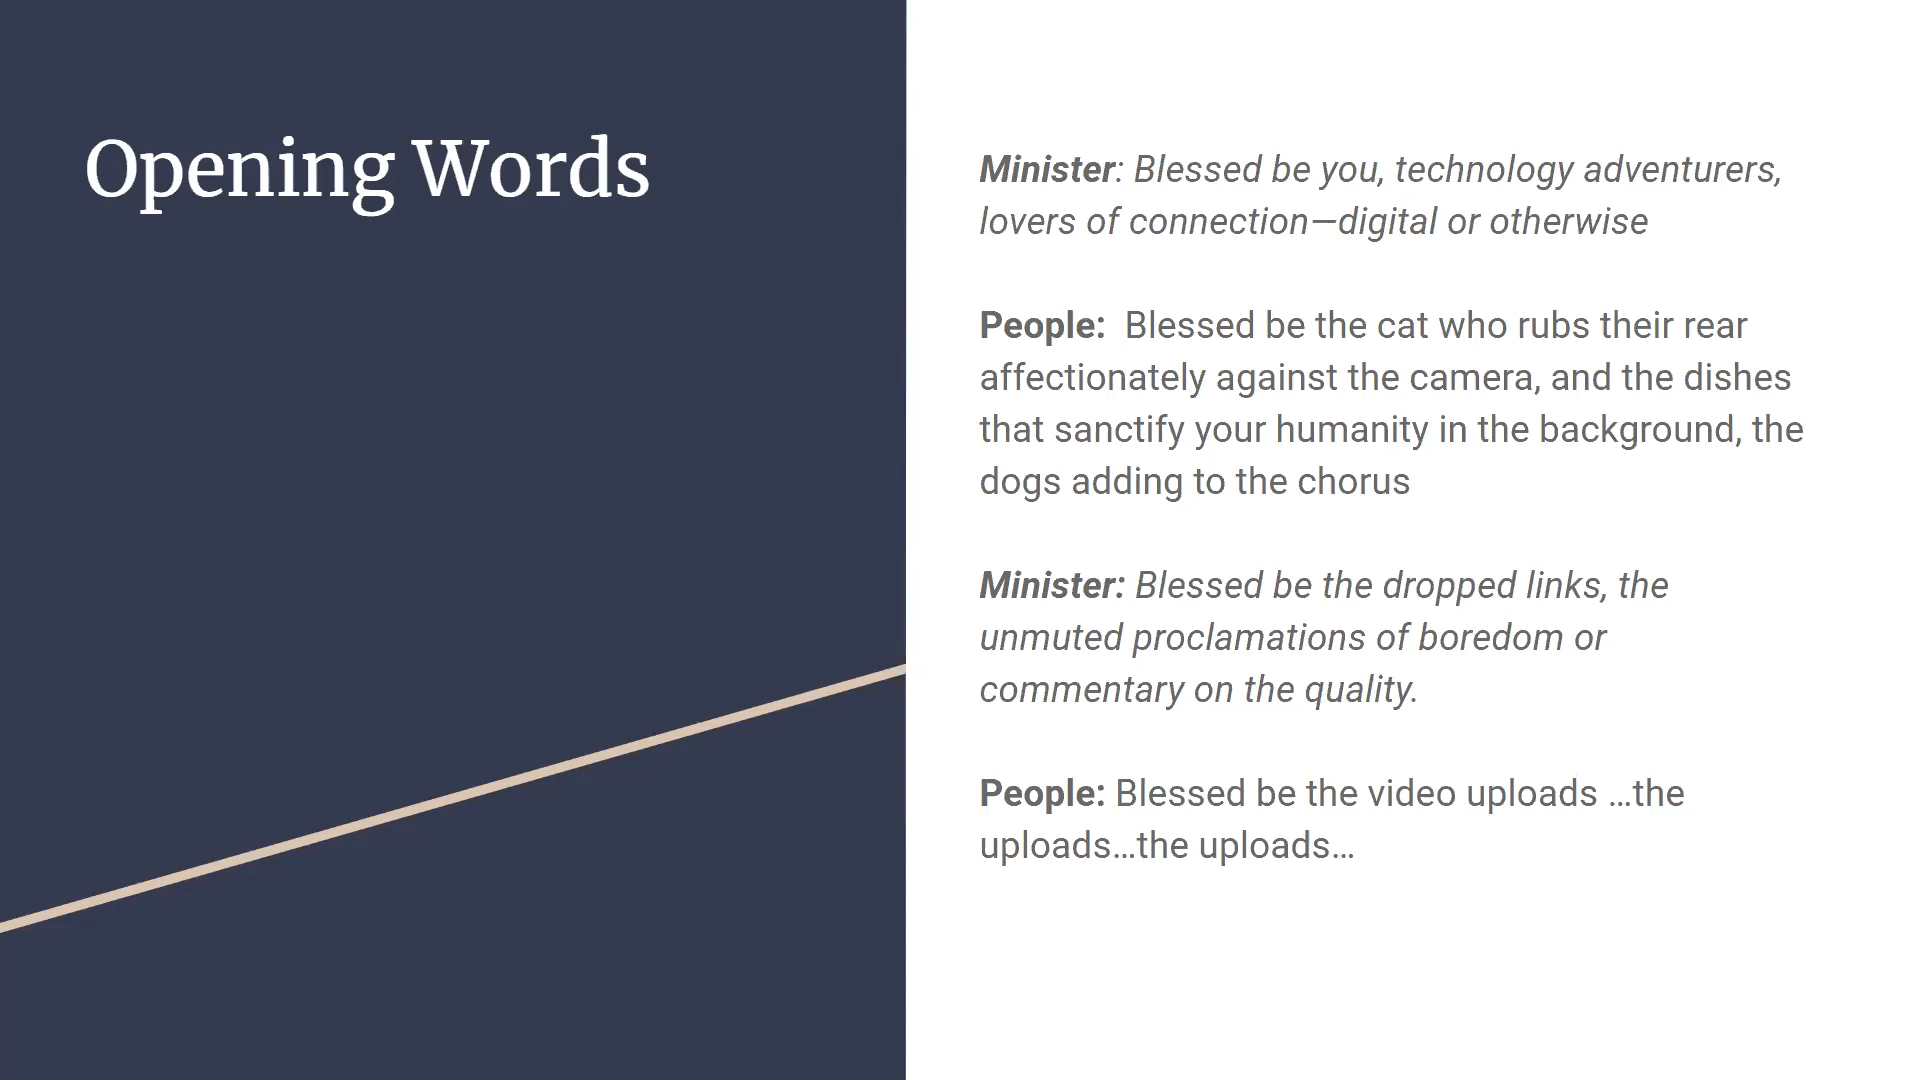 Opening Words
Minister: Blessed be you, technology adventurers,
lovers of connection—digital or otherwise
People:  Blessed be the cat who rubs their rear
affectionately against the camera, and the dishes
that sanctify your humanity in the background, the
dogs adding to the chorus
Minister: Blessed be the dropped links, the
unmuted proclamations of boredom or
commentary on the quality.
People: Blessed be the video uploads …the
uploads…the uploads…